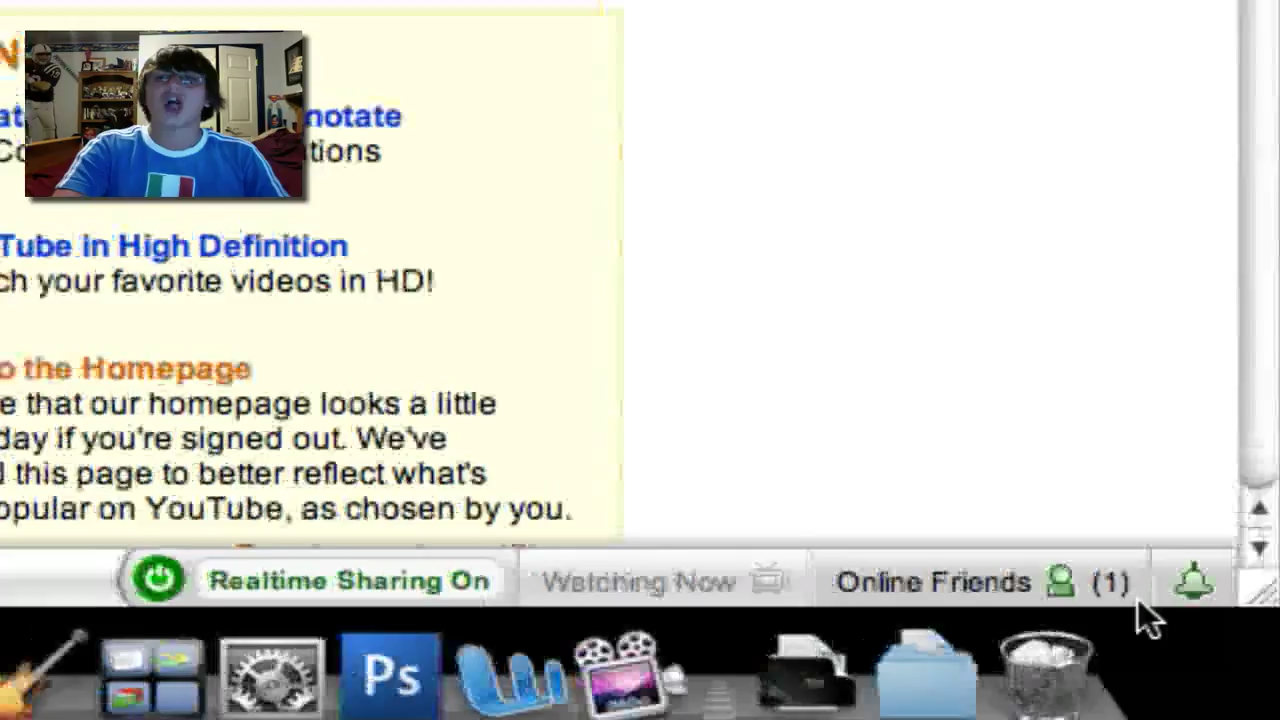 N
at notate
Co tions
Tube in High Definition
ch your favorite videos in HD!
o the Homepage
e that our homepage looks a little
day if you're signed out. We've
l this page to better reflect what's
opular on YouTube, as chosen by you.
Realtime Sharing On Watching Now Online Friends (1)
Ps